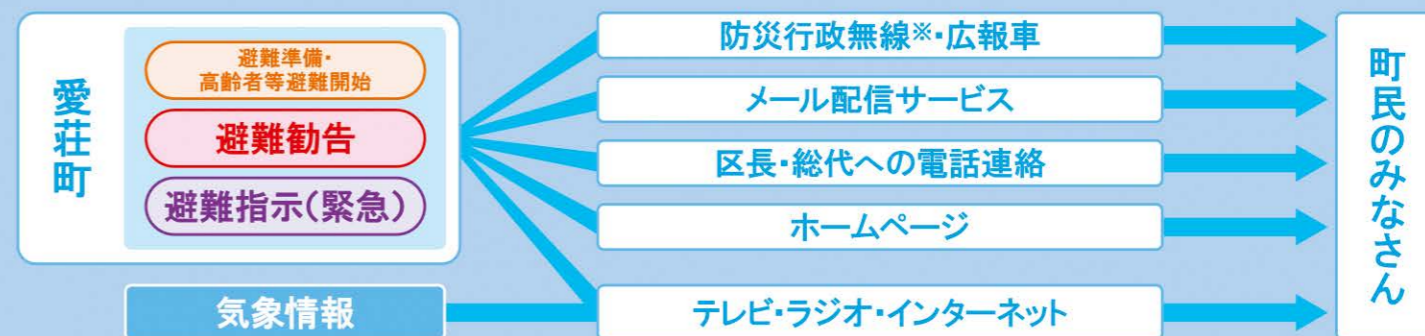 愛荘町
避難準備・
高齢者等避難開始
避難勧告
避難指示(緊急)
気象情報
防災行政無線※・広報車
メール配信サービス
区長・総代への電話連絡
ホームページ
テレビ・ラジオ・インターネット
町民のみなさん